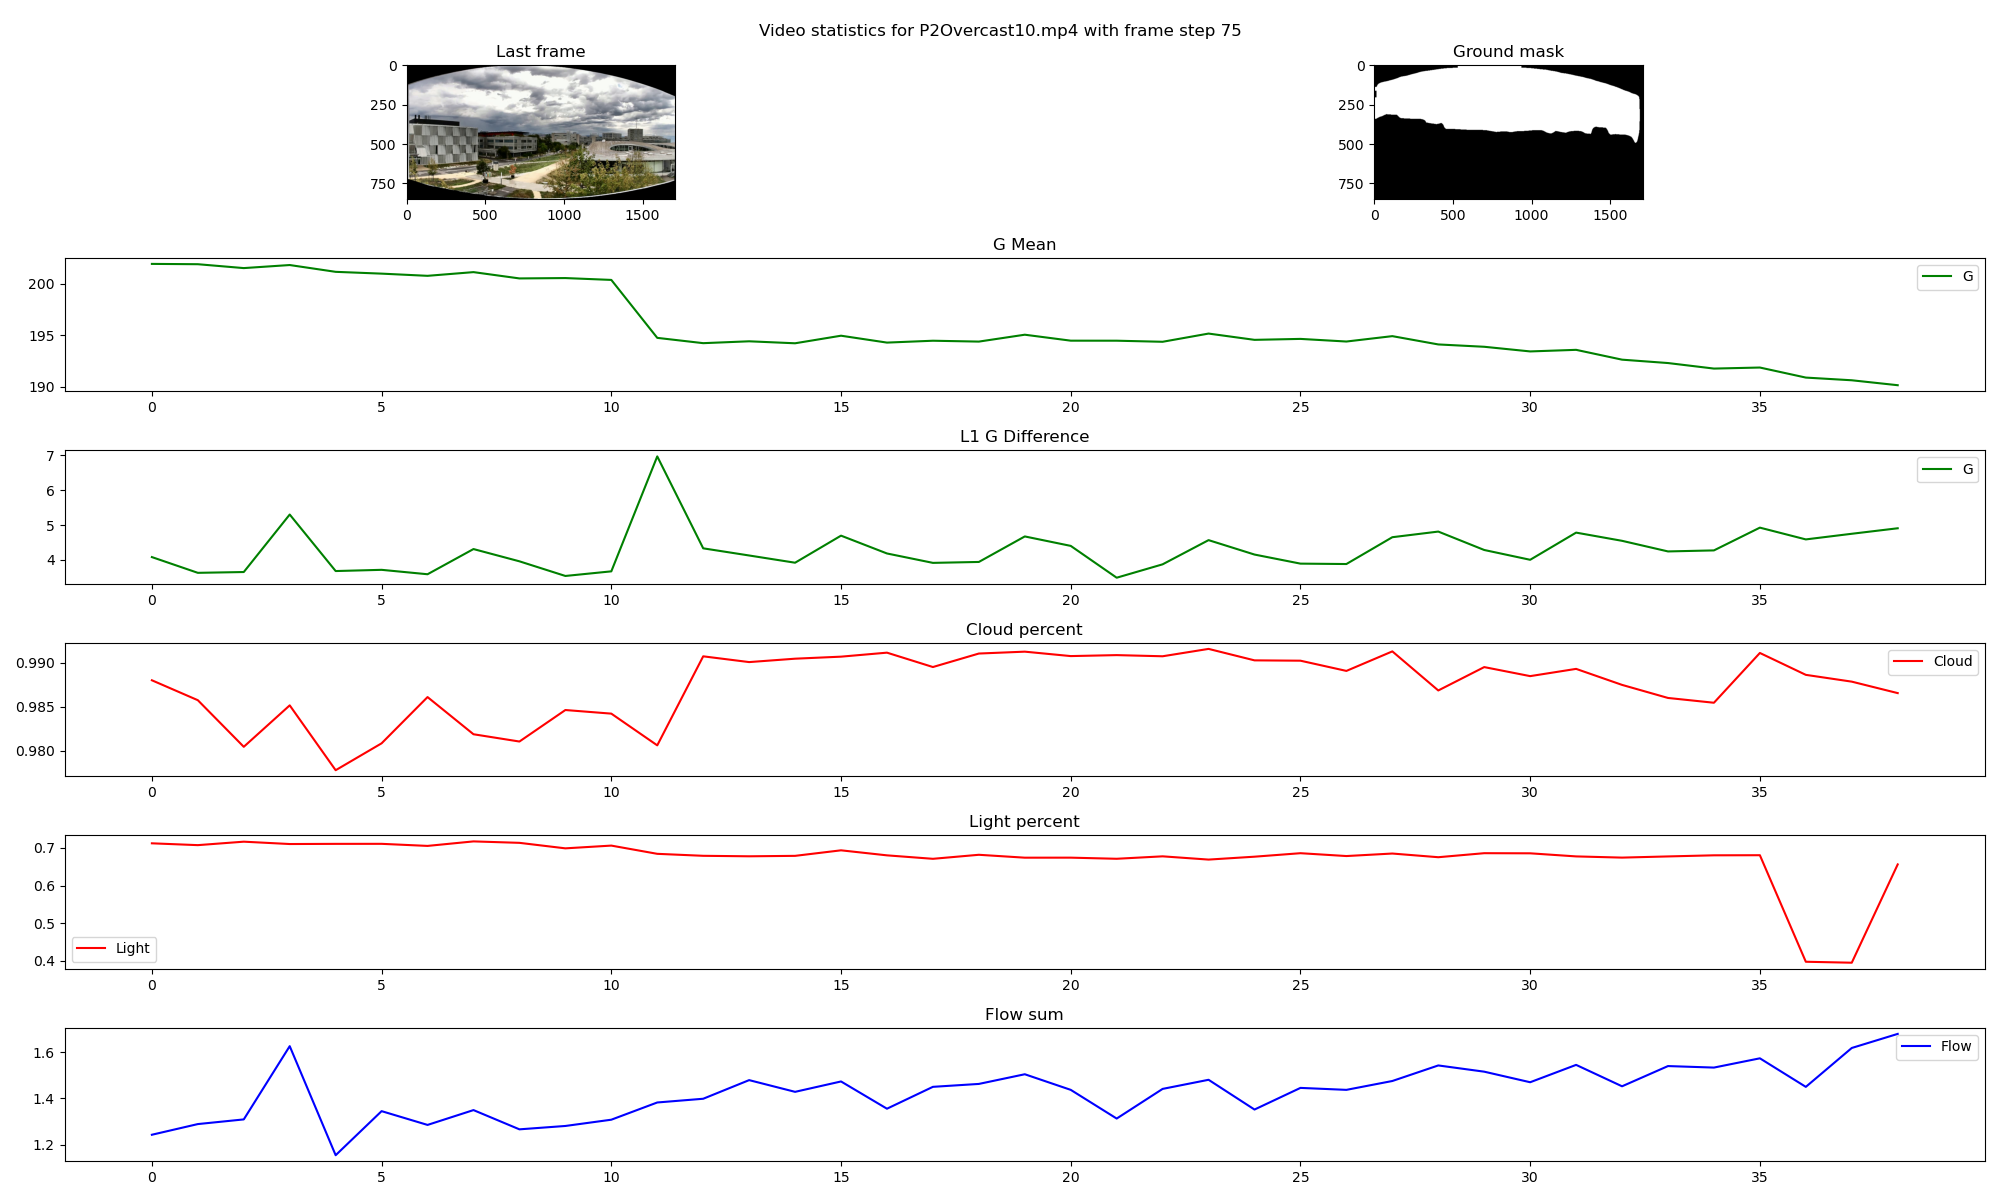 Video statistics for P2Overcast10.mp4 with frame step 75
Last frame
0
250
500
750
0 500 1000 1500
Ground mask
0
250
500
750
0 500 1000 1500
G Mean
G
200
195
190
0 5 10 15 20 25 30 35
L1 G Difference
G
7
6
5
4
0 5 10 15 20 25 30 35
Cloud percent
Cloud
0.990
0.985
0.980
0 5 10 15 20 25 30 35
Light percent
0.7
0.6
0.5
0.4
Light
0 5 10 15 20 25 30 35
Flow sum
Flow
1.6
1.4
1.2
0 5 10 15 20 25 30 35